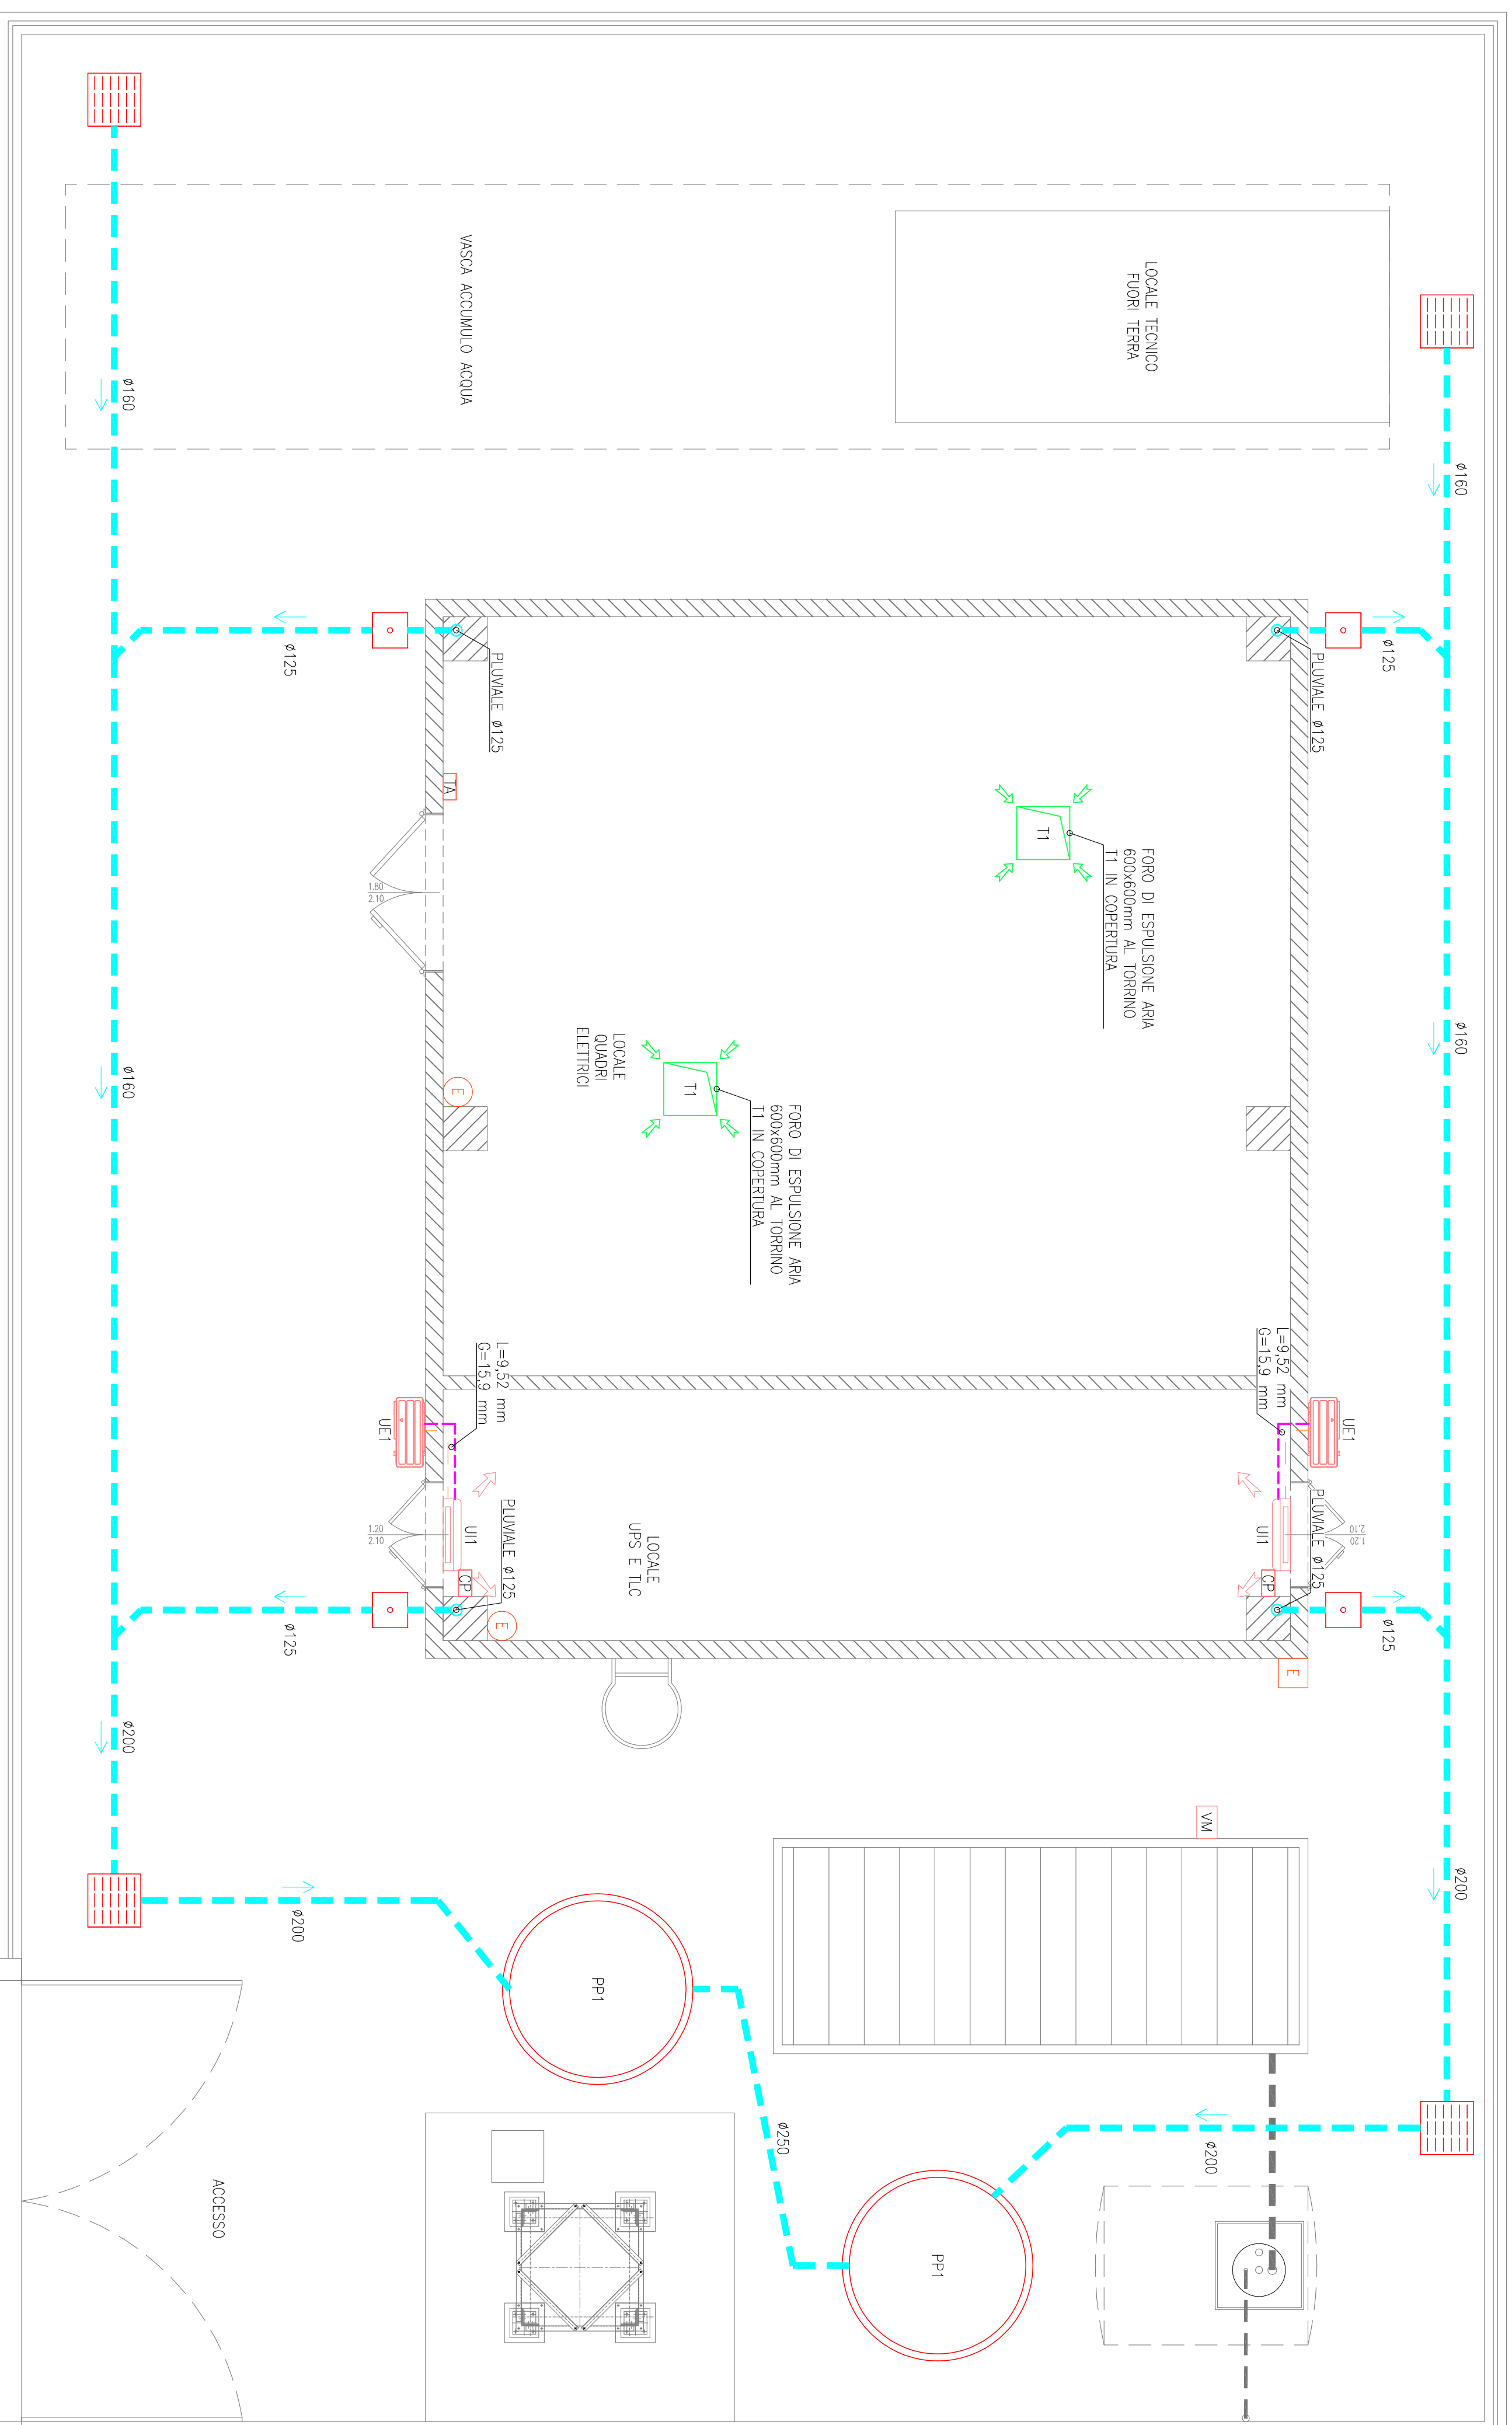 VASCA ACCUMULO ACQUA
LOCALE TECNICO
FUORI TERRA
ø160
ø160
PLUVIALE ø125
ø125
PLUVIALE ø125
ø125
TA
1.80
2.10
T1
FORO DI ESPULSIONE ARIA
600x600mm AL TORRINO
T1 IN COPERTURA
T1
FORO DI ESPULSIONE ARIA
600x600mm AL TORRINO
T1 IN COPERTURA
LOCALE
QUADRI
ELETTRICI
E
ø160
ø160
L=9,52 mm
G=15,9 mm
L=9,52 mm
G=15,9 mm
UE1
UE1
UI1
UI1
1.20
2.10
1.20
2.10
PLUVIALE ø125
PLUVIALE ø125
LOCALE
UPS E TLC
CP
CP
E
E
ø125
ø125
ø200
ø200
VM
ø200
PP1
ø250
PP1
ø200
ACCESSO